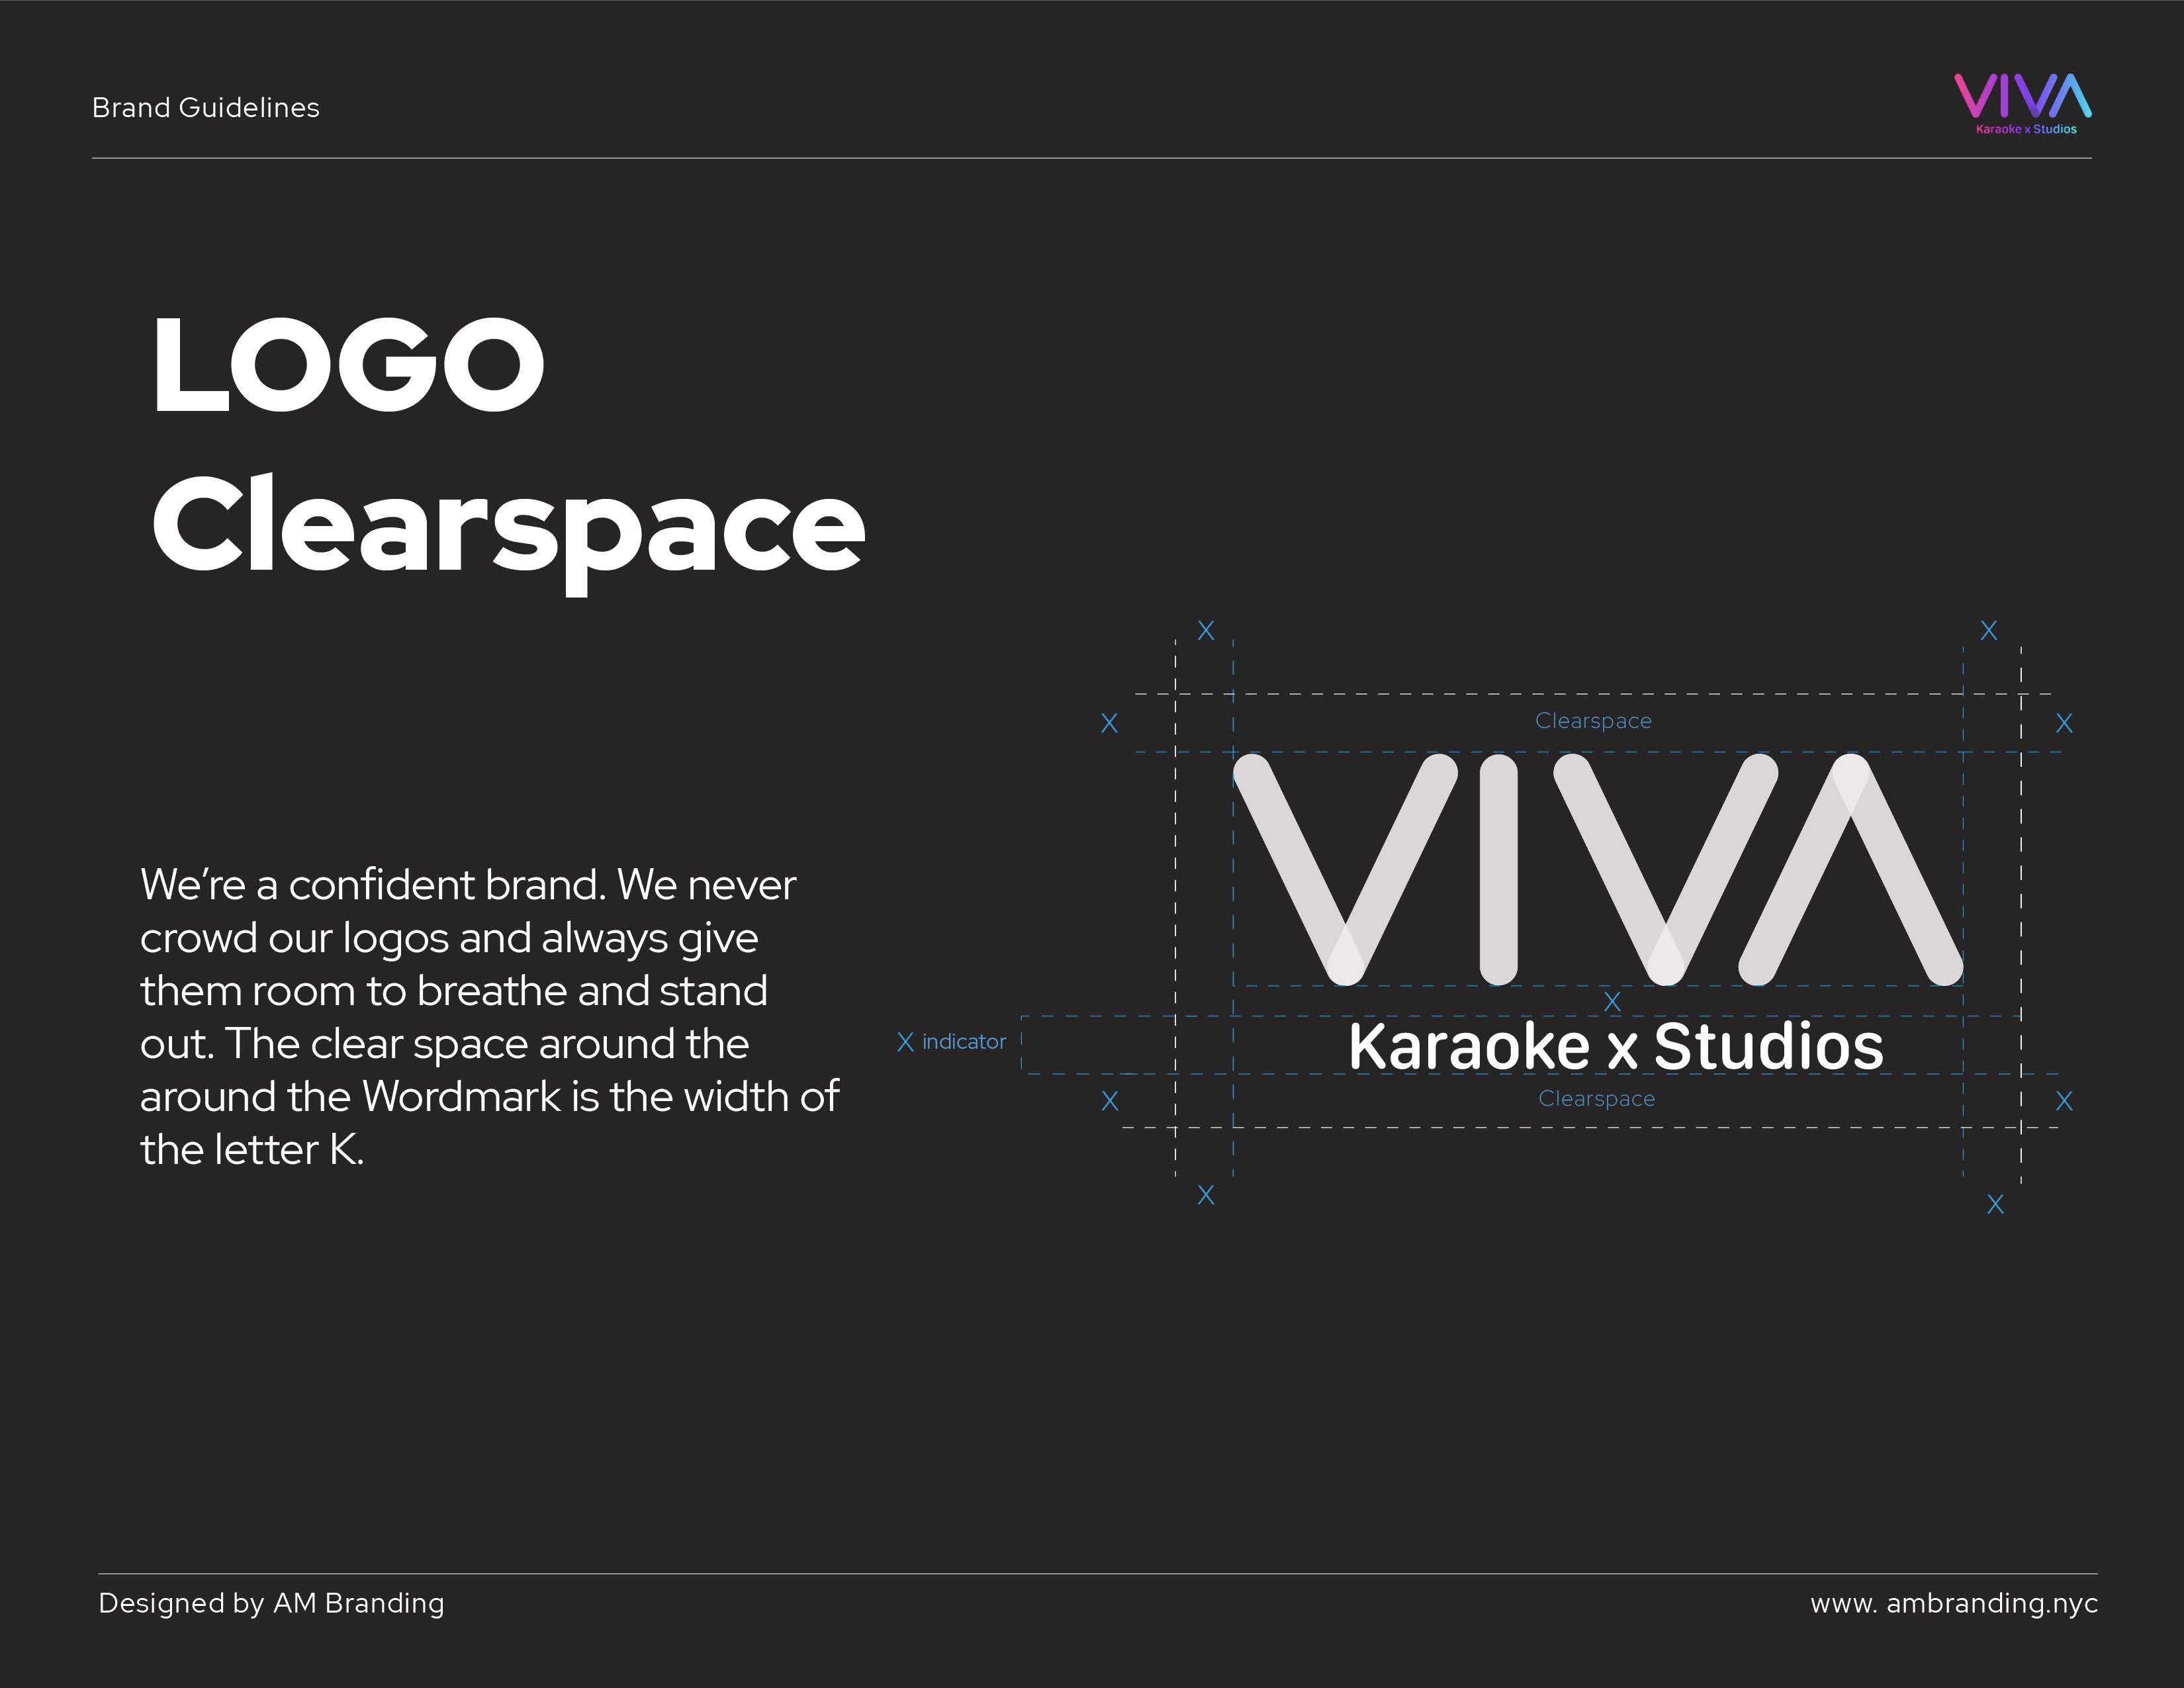 Brand Guidelines
VIVA
Karaoke x Studios
LOGO
Clearspace
We’re a confident brand. We never
crowd our logos and always give
them room to breathe and stand
out. The clear space around the
around the Wordmark is the width of
the letter K.
X
X
X
Clearspace
X
VIVA
X
X indicator
Karaoke x Studios
X
Clearspace
X
X
X
Designed by AM Branding
www. ambranding.nyc